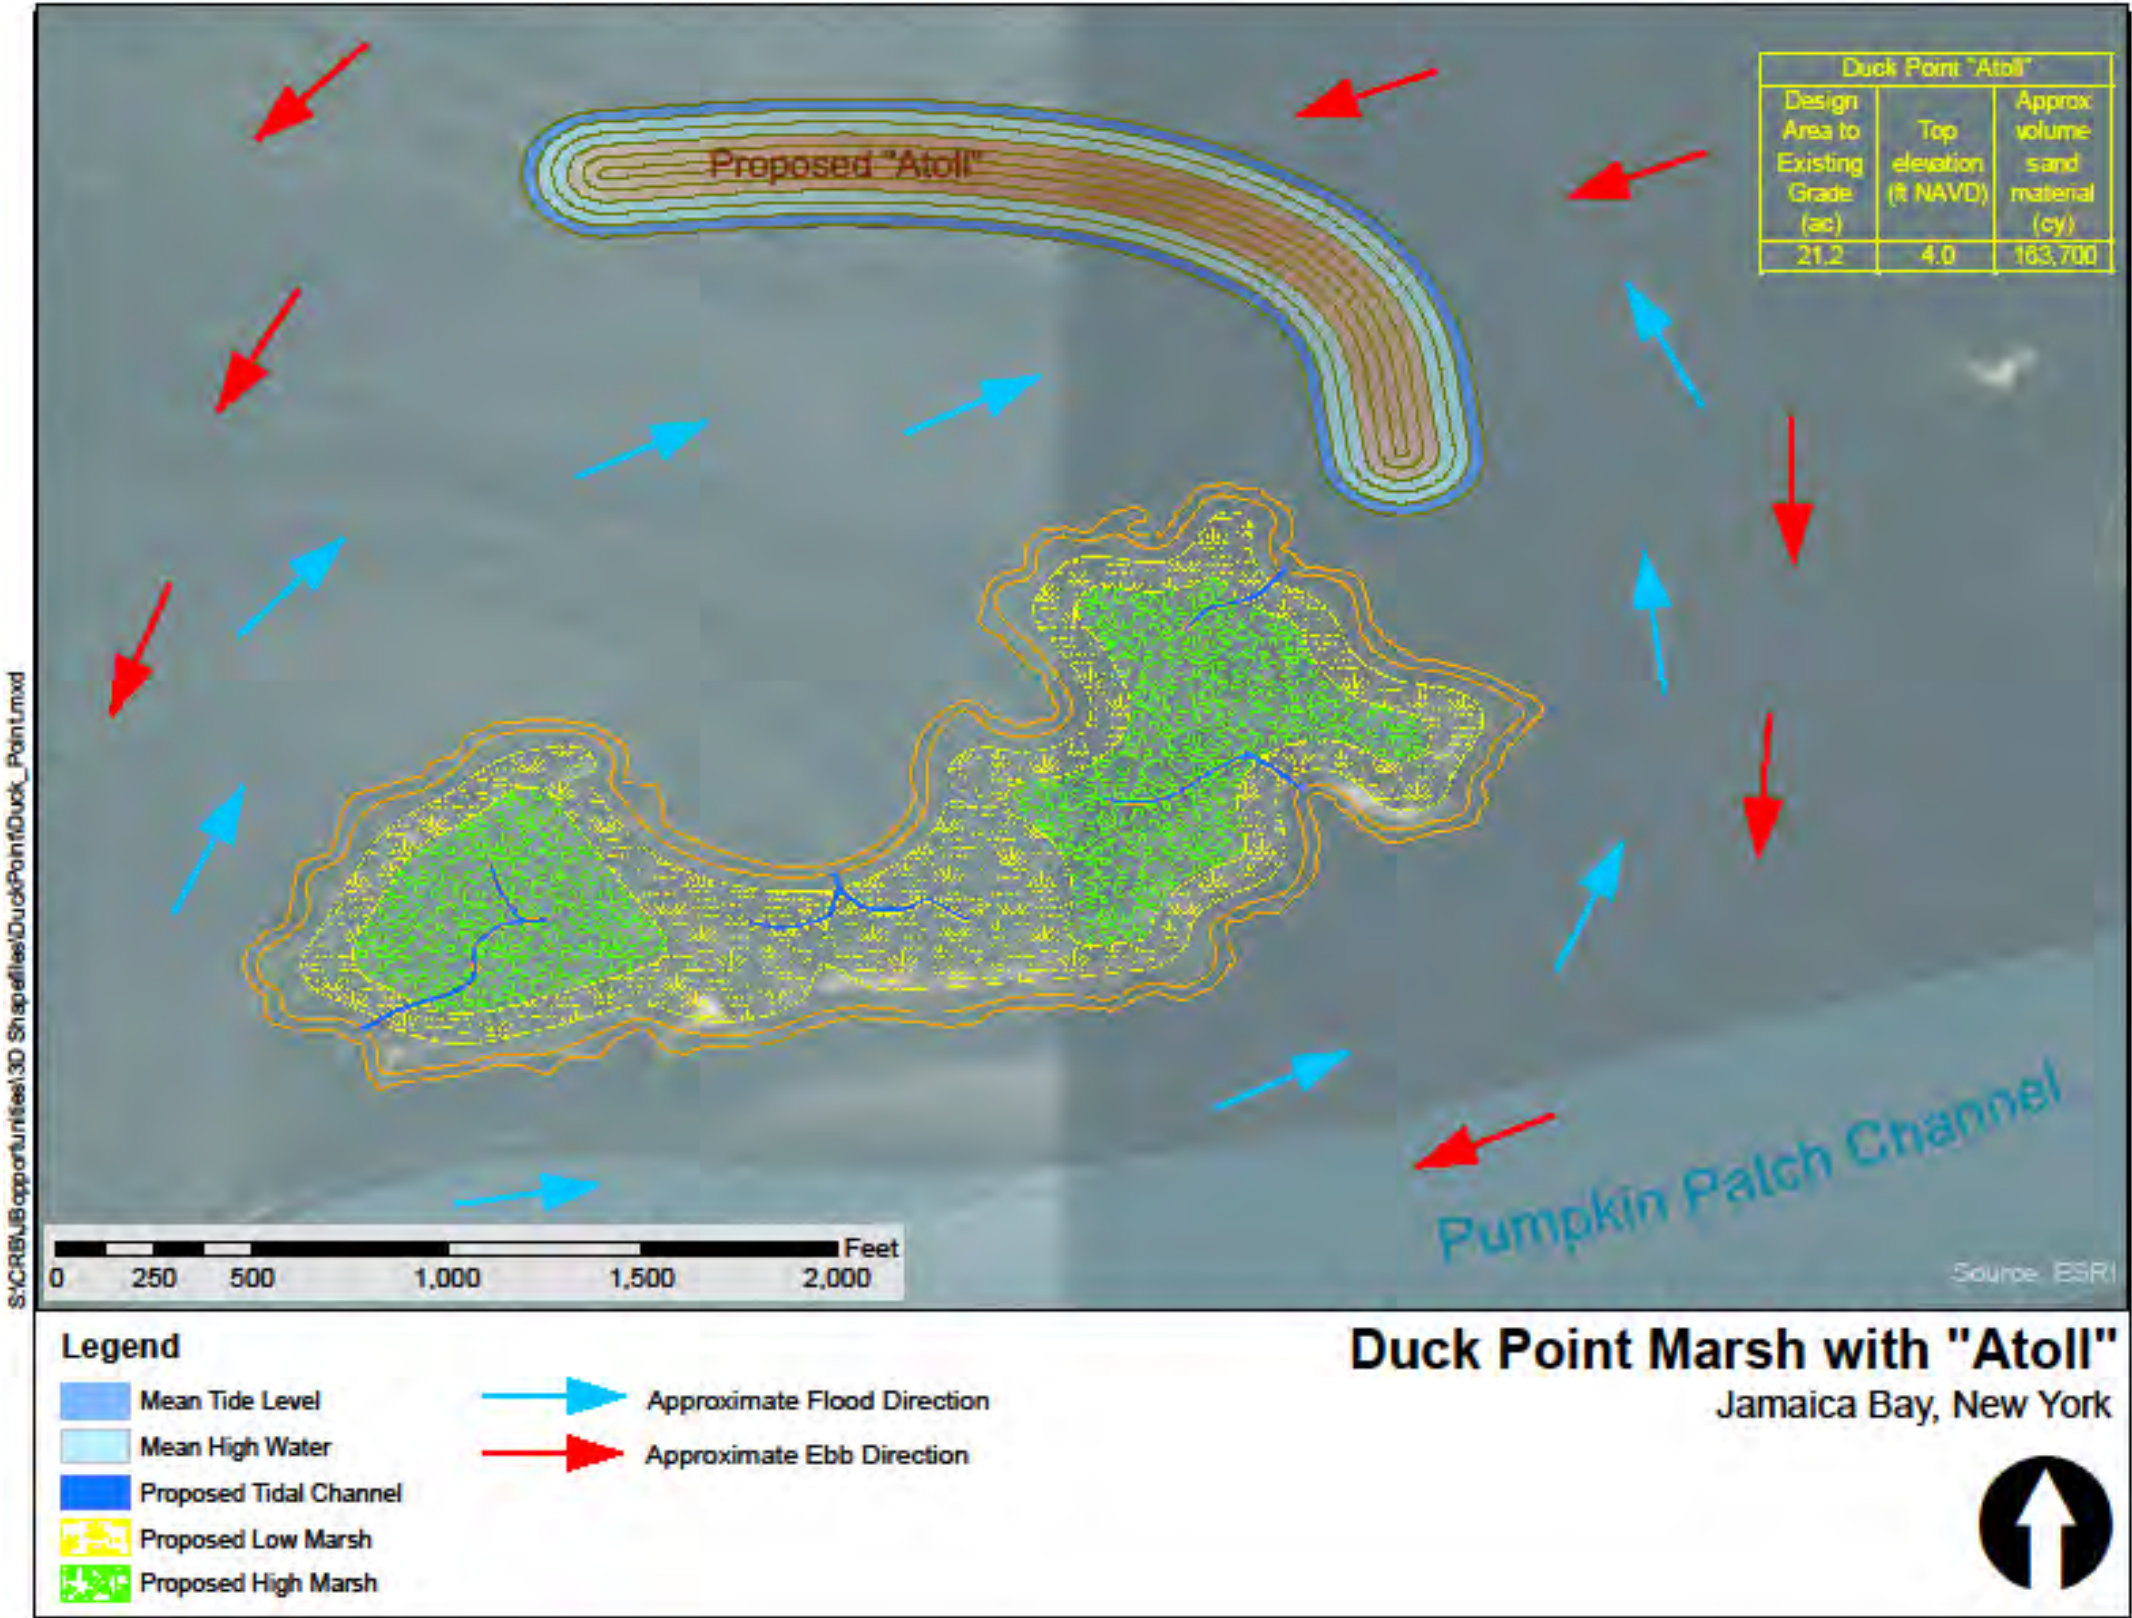 S:\CRB\JBopportunities\3D Shapefiles\DuckPoint\Duck_Point.mxd
Proposed "Atoll"
Duck Point "Atoll"
Design Area to Existing Grade (ac)
Top elevation (ft NAVD)
Approx volume sand material (cy)
21.2 4.0 163,700
Pumpkin Patch Channel
Source: ESRI
Feet
0 250 500 1,000 1,500 2,000
Legend
Mean Tide Level
Mean High Water
Proposed Tidal Channel
Proposed Low Marsh
Proposed High Marsh
Approximate Flood Direction
Approximate Ebb Direction
Duck Point Marsh with "Atoll"
Jamaica Bay, New York